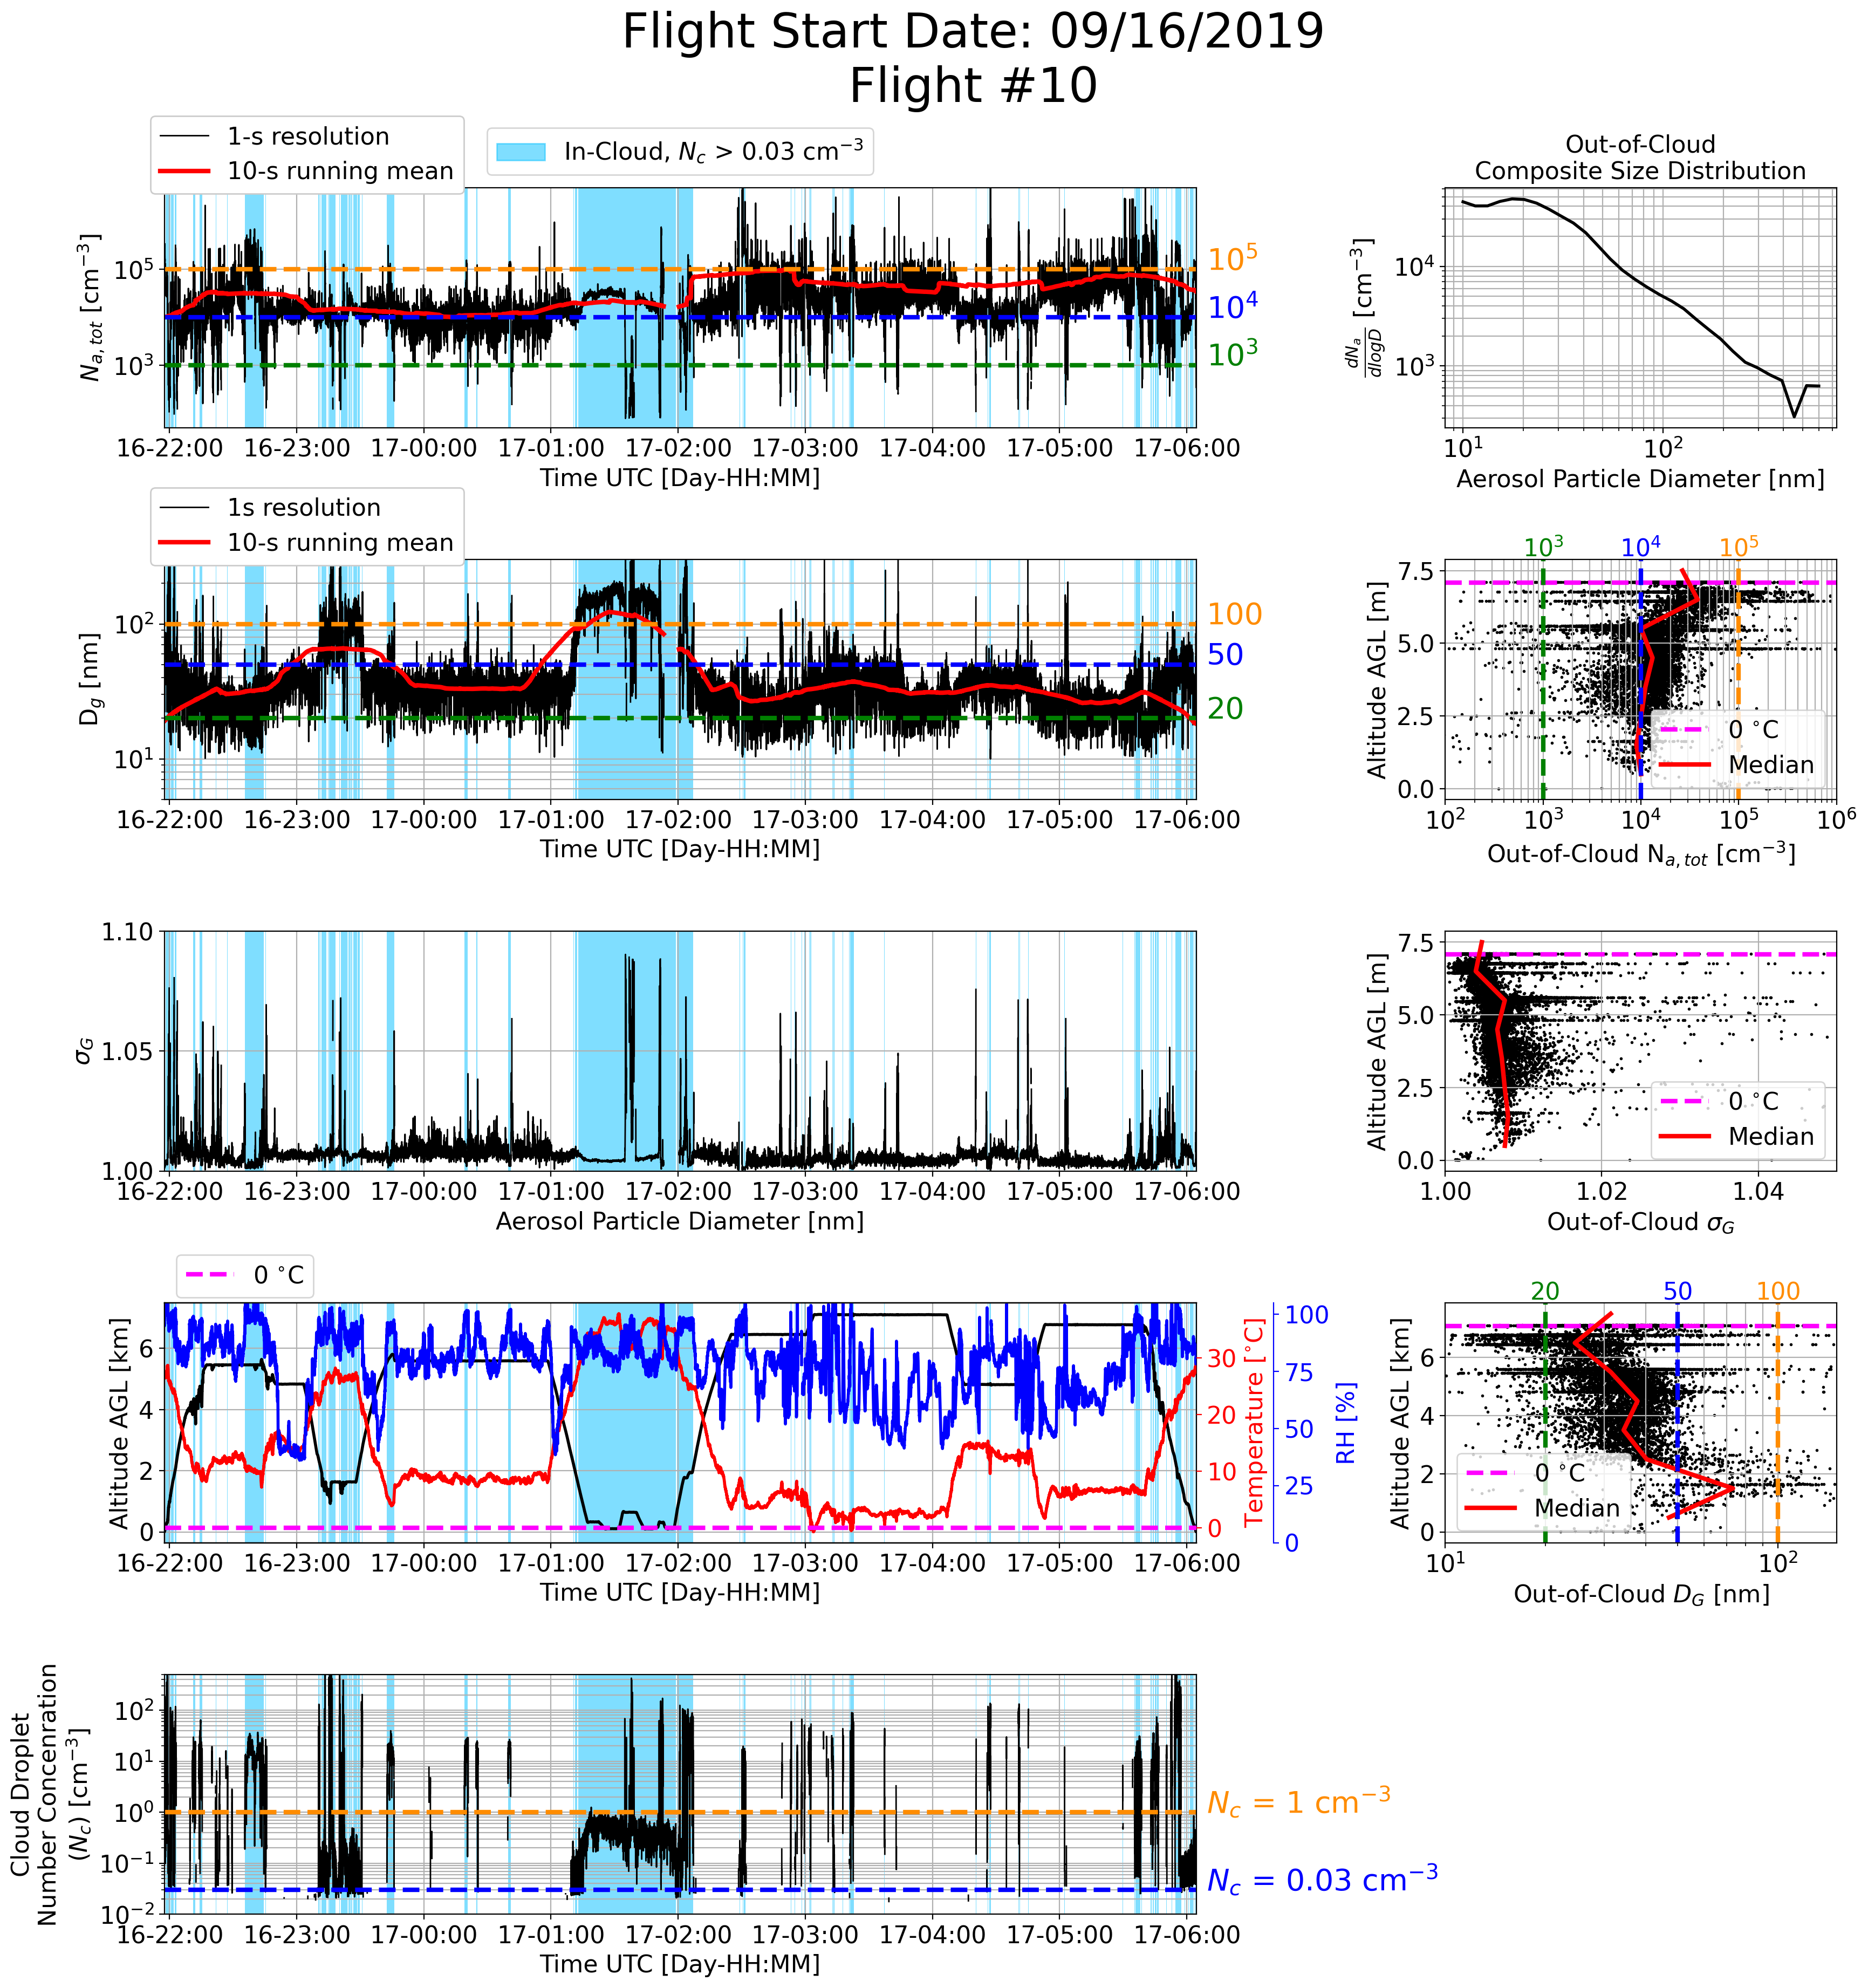 Flight Start Date: 09/16/2019
Flight #10
1-s resolution
10-s running mean
In-Cloud, N_c > 0.03 cm⁻³
N_{a,tot} [cm⁻³]
10⁵
10³
10⁵
10⁴
10³
16-22:00 16-23:00 17-00:00 17-01:00 17-02:00 17-03:00 17-04:00 17-05:00 17-06:00
Time UTC [Day-HH:MM]
Out-of-Cloud
Composite Size Distribution
dN_a/dlogD [cm⁻³]
10⁴
10³
10¹ 10²
Aerosol Particle Diameter [nm]
1s resolution
10-s running mean
D_g [nm]
10²
10¹
100
50
20
16-22:00 16-23:00 17-00:00 17-01:00 17-02:00 17-03:00 17-04:00 17-05:00 17-06:00
Time UTC [Day-HH:MM]
10³ 10⁴ 10⁵
Altitude AGL [m]
7.5
5.0
2.5
0.0
0 °C
Median
10² 10³ 10⁴ 10⁵ 10⁶
Out-of-Cloud N_{a,tot} [cm⁻³]
σ_G
1.10
1.05
1.00
16-22:00 16-23:00 17-00:00 17-01:00 17-02:00 17-03:00 17-04:00 17-05:00 17-06:00
Aerosol Particle Diameter [nm]
Altitude AGL [m]
7.5
5.0
2.5
0.0
0 °C
Median
1.00 1.02 1.04
Out-of-Cloud σ_G
0 °C
Altitude AGL [km]
6
4
2
0
30
20
10
0
Temperature [°C]
100
75
50
25
0
RH [%]
16-22:00 16-23:00 17-00:00 17-01:00 17-02:00 17-03:00 17-04:00 17-05:00 17-06:00
Time UTC [Day-HH:MM]
20 50 100
Altitude AGL [km]
6
4
2
0
0 °C
Median
10¹ 10²
Out-of-Cloud D_G [nm]
Cloud Droplet
Number Concenration
(N_c) [cm⁻³]
10²
10¹
10⁰
10⁻¹
10⁻²
N_c = 1 cm⁻³
N_c = 0.03 cm⁻³
16-22:00 16-23:00 17-00:00 17-01:00 17-02:00 17-03:00 17-04:00 17-05:00 17-06:00
Time UTC [Day-HH:MM]